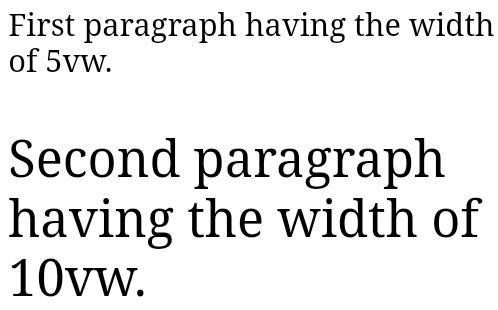 First paragraph having the width
of 5vw.
Second paragraph
having the width of
10vw.